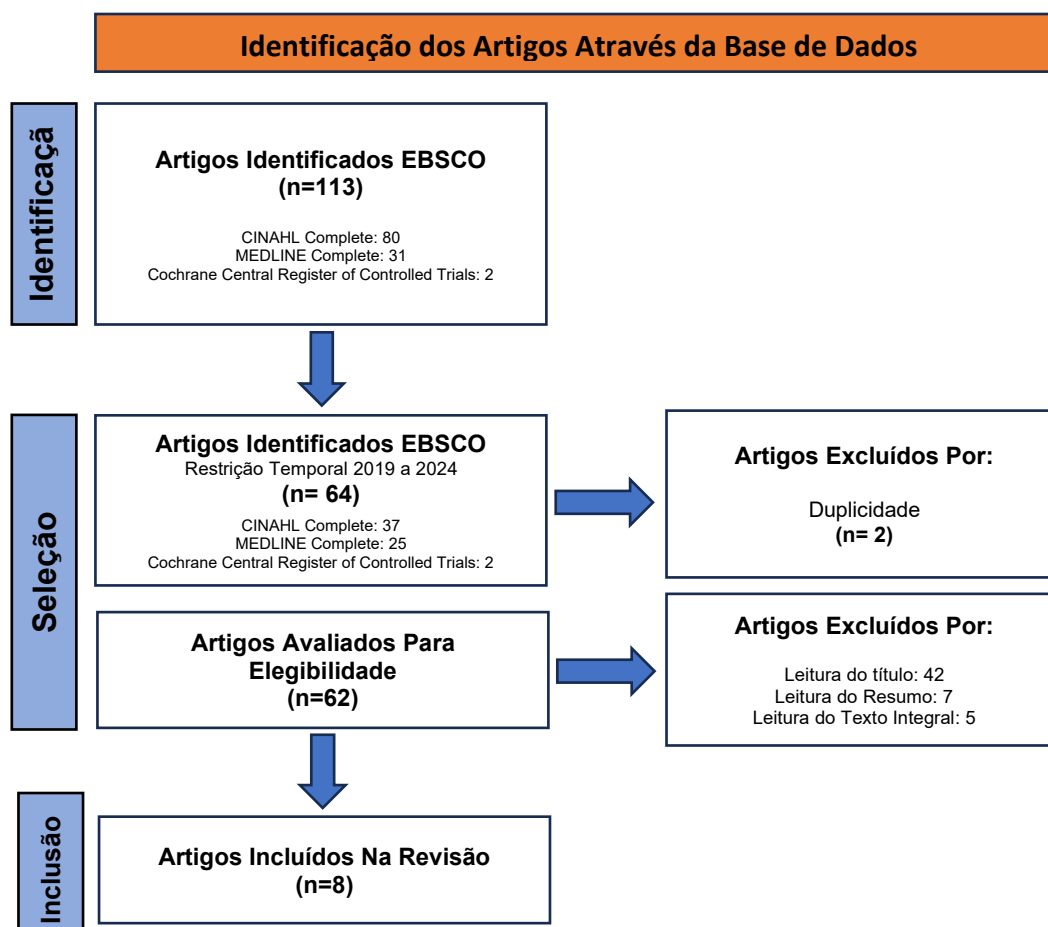 Identificação dos Artigos Através da Base de Dados
Identificaçã
Artigos Identificados EBSCO
(n=113)
CINAHL Complete: 80
MEDLINE Complete: 31
Cochrane Central Register of Controlled Trials: 2
Seleção
Artigos Identificados EBSCO
Restrição Temporal 2019 a 2024
(n= 64)
CINAHL Complete: 37
MEDLINE Complete: 25
Cochrane Central Register of Controlled Trials: 2
Artigos Excluídos Por:
Duplicidade
(n= 2)
Artigos Avaliados Para
Elegibilidade
(n=62)
Artigos Excluídos Por:
Leitura do título: 42
Leitura do Resumo: 7
Leitura do Texto Integral: 5
Inclusão
Artigos Incluídos Na Revisão
(n=8)